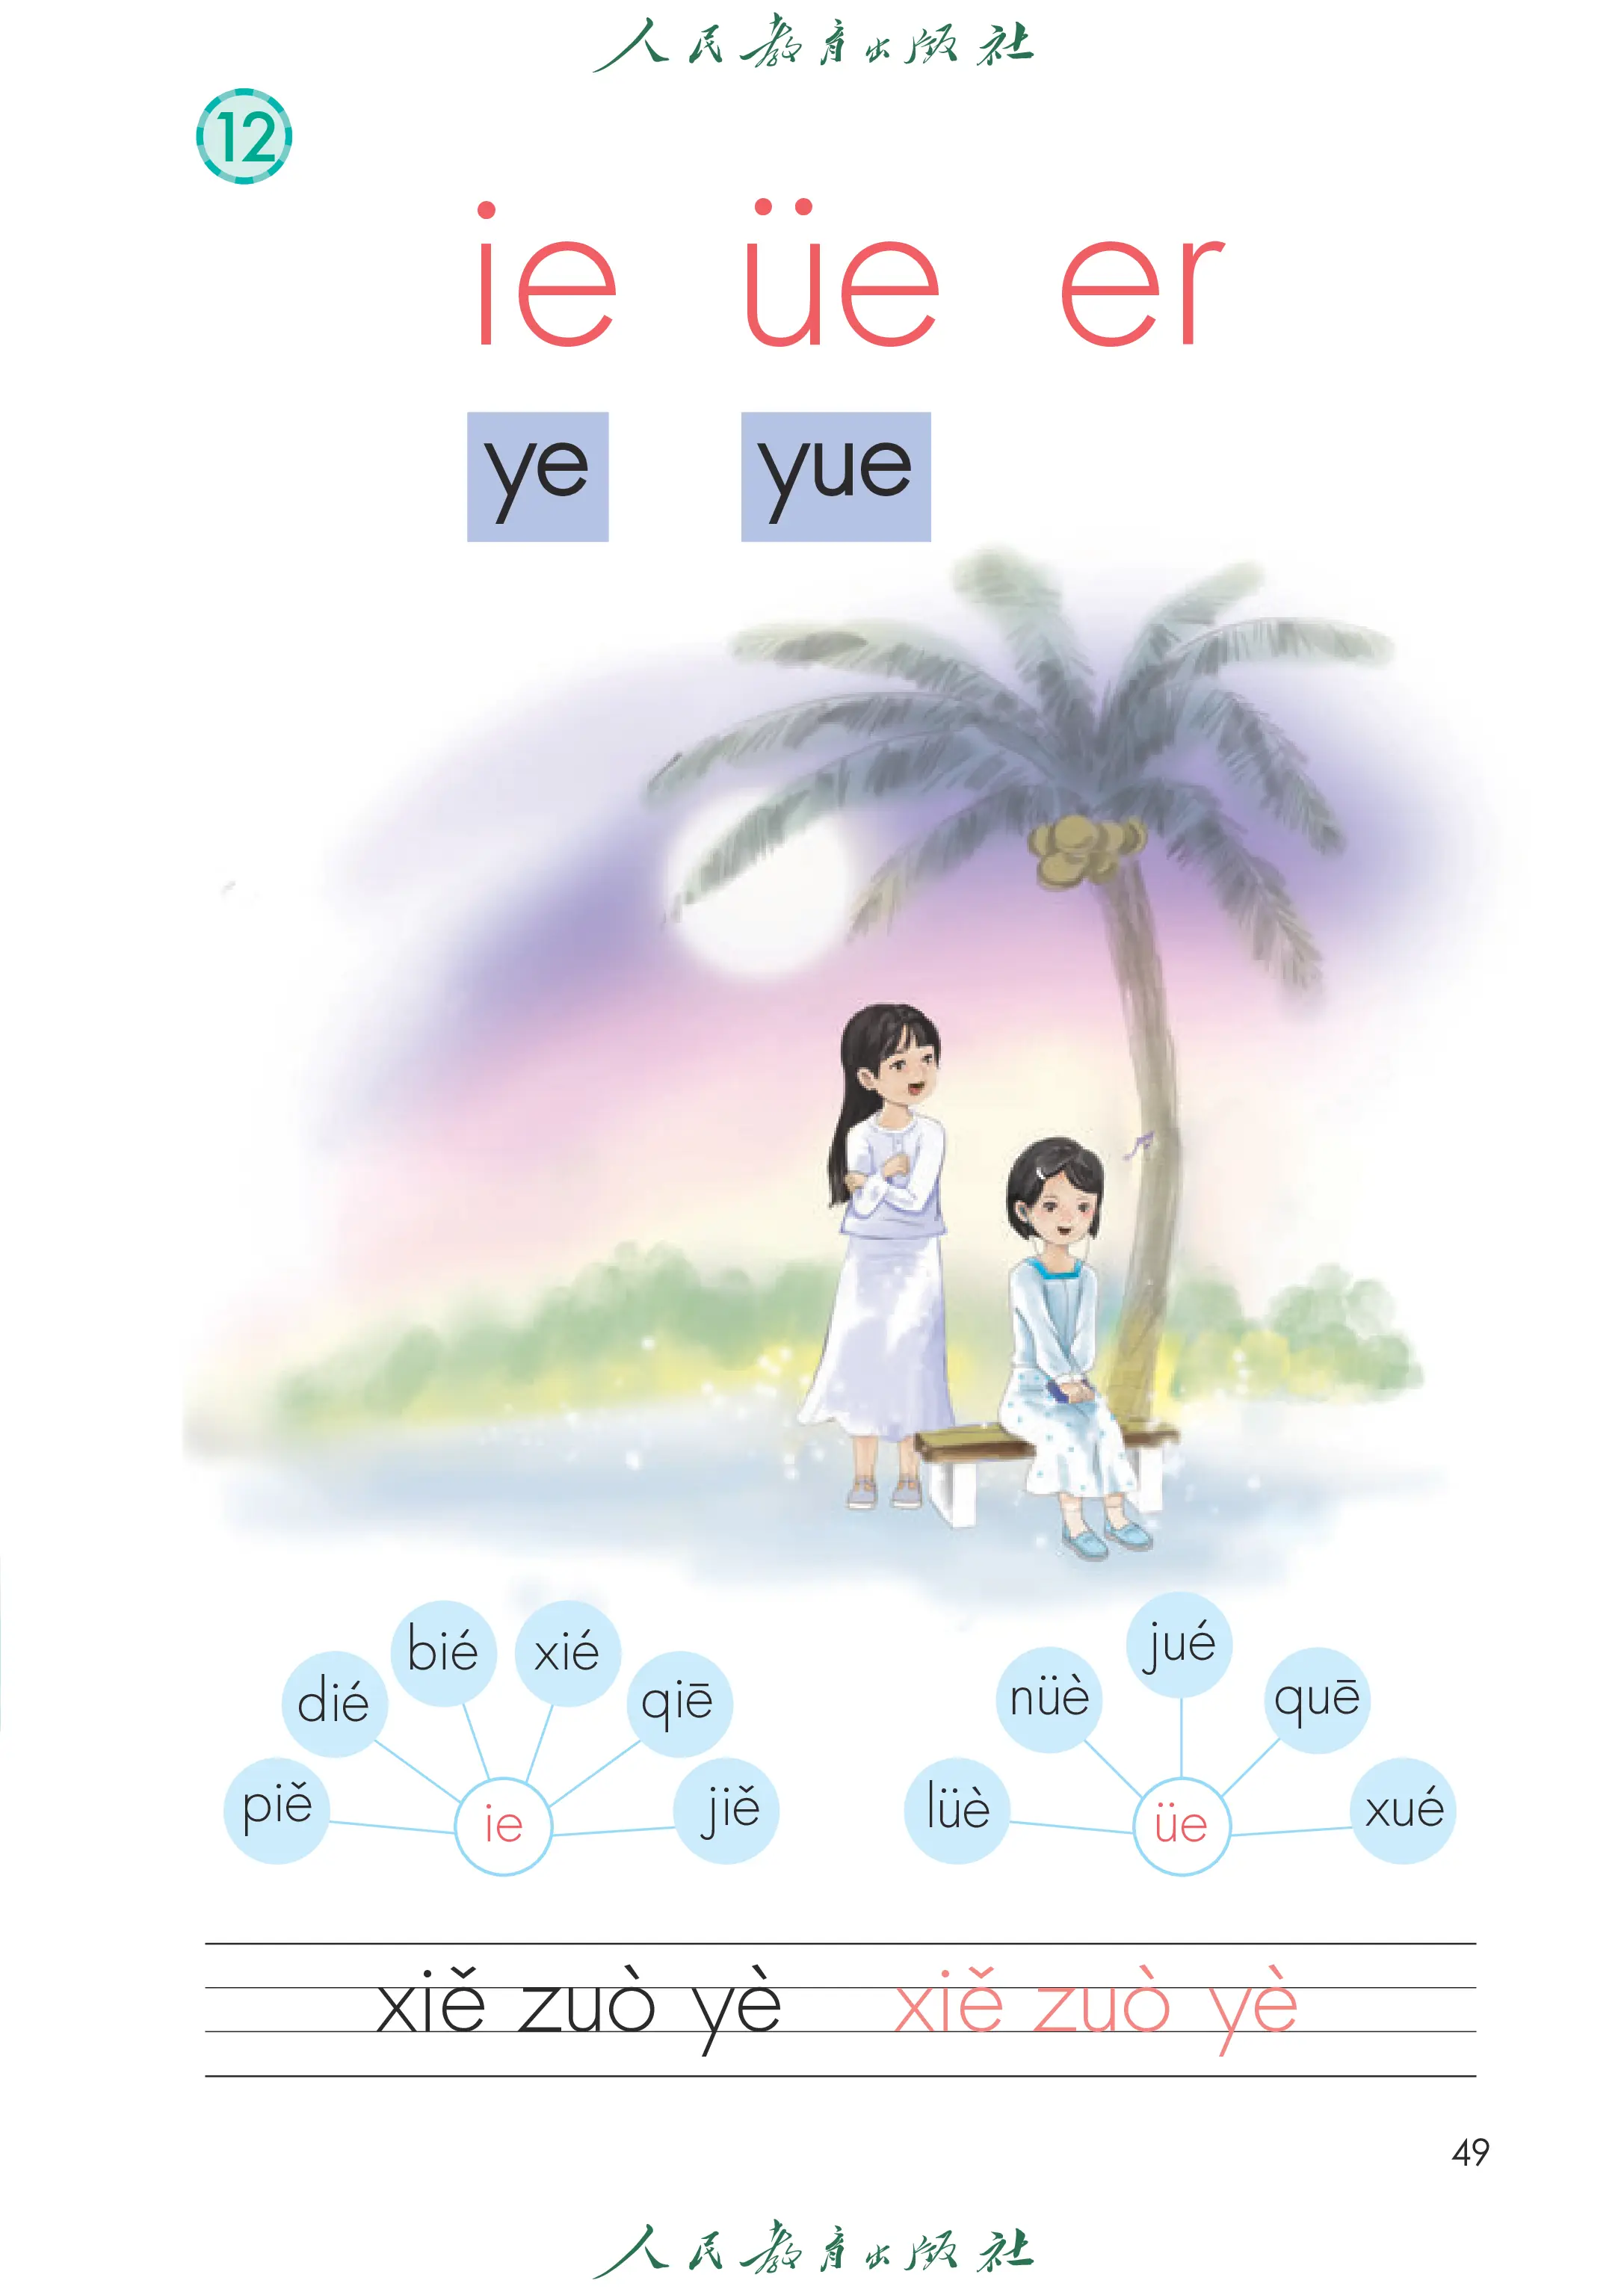 人民教育出版社
12
ie üe er
ye yue
bié xié jué
dié qiē nüè quē
piě jiě lüè xué
ie üe
xiě zuò yè xiě zuò yè
49
人民教育出版社